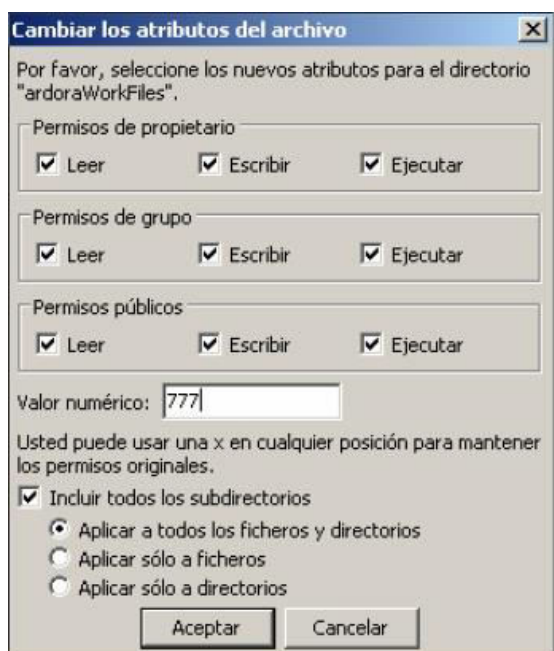 Cambiar los atributos del archivo
Por favor, seleccione los nuevos atributos para el directorio
"ardoraWorkFiles".
Permisos de propietario
Leer Escribir Ejecutar
Permisos de grupo
Leer Escribir Ejecutar
Permisos públicos
Leer Escribir Ejecutar
Valor numérico: 777
Usted puede usar una x en cualquier posición para mantener
los permisos originales.
Incluir todos los subdirectorios
Aplicar a todos los ficheros y directorios
Aplicar sólo a ficheros
Aplicar sólo a directorios
Aceptar Cancelar